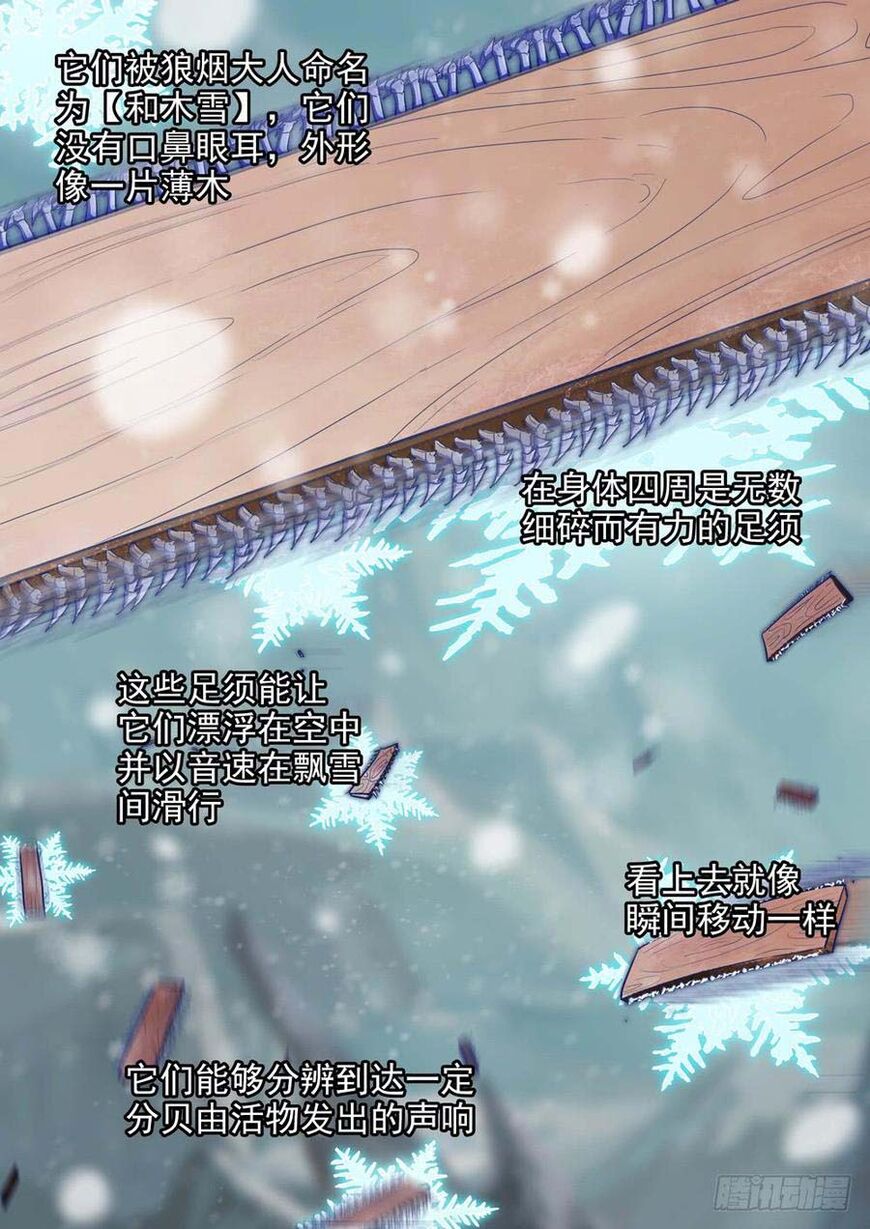 它们被狼烟大人命名
为【和木雪】，它们
没有口鼻眼耳，外形
像一片薄木
在身体四周是无数
细碎而有力的足须
这些足须能让
它们漂浮在空中
并以音速在飘雪
间滑行
看上去就像
瞬间移动一样
它们能够分辨到达一定
分贝由活物发出的声响
腾讯动漫